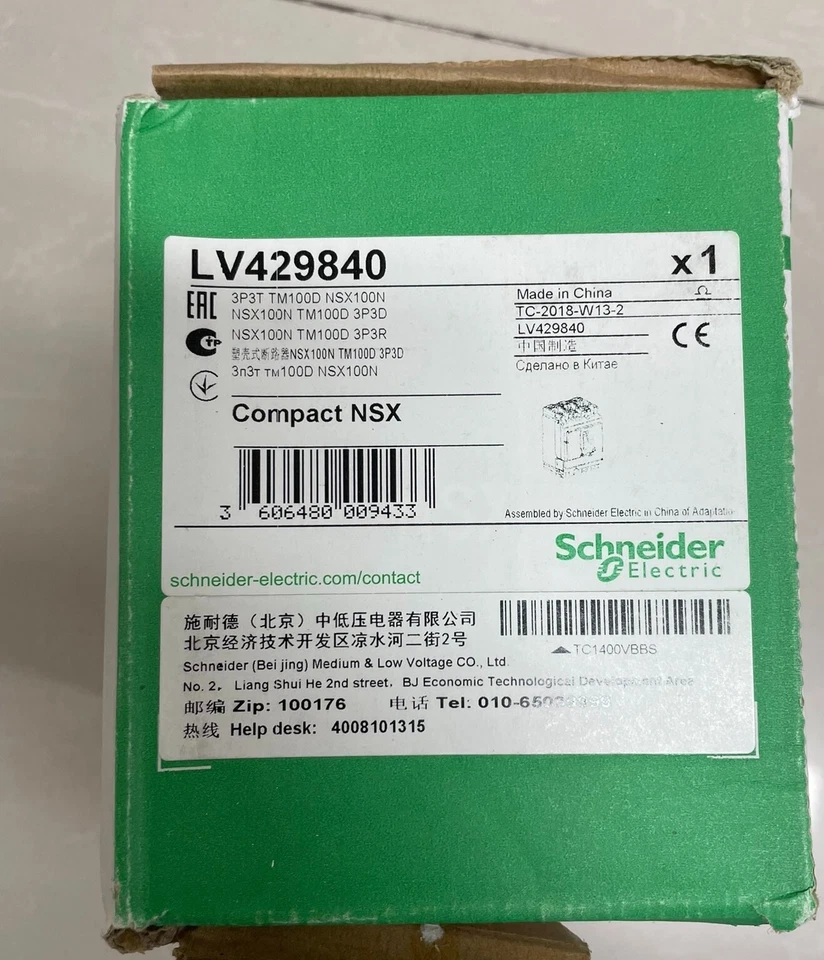 LV429840
x 1
EAC
3P3T TM100D NSX100N
NSX100N TM100D 3P3D
NSX100N TM100D 3P3R
塑壳式断路器NSX100N TM100D 3P3D
3п3т тм100D NSX100N
Made in China
TC-2018-W13-2
LV429840
中国制造
Сделано в Китае
CE
Compact NSX
3 606480 009433
Assembled by Schneider Electric in China of Adaptatio
Schneider
Electric
schneider-electric.com/contact
施耐德（北京）中低压电器有限公司
北京经济技术开发区凉水河二街2号
TC1400VBBS
Schneider (Bei jing) Medium & Low Voltage CO., Ltd
No. 2, Liang Shui He 2nd street, BJ Economic Technological Development Area
邮编 Zip: 100176 电话 Tel:
热线 Help desk: 4008101315